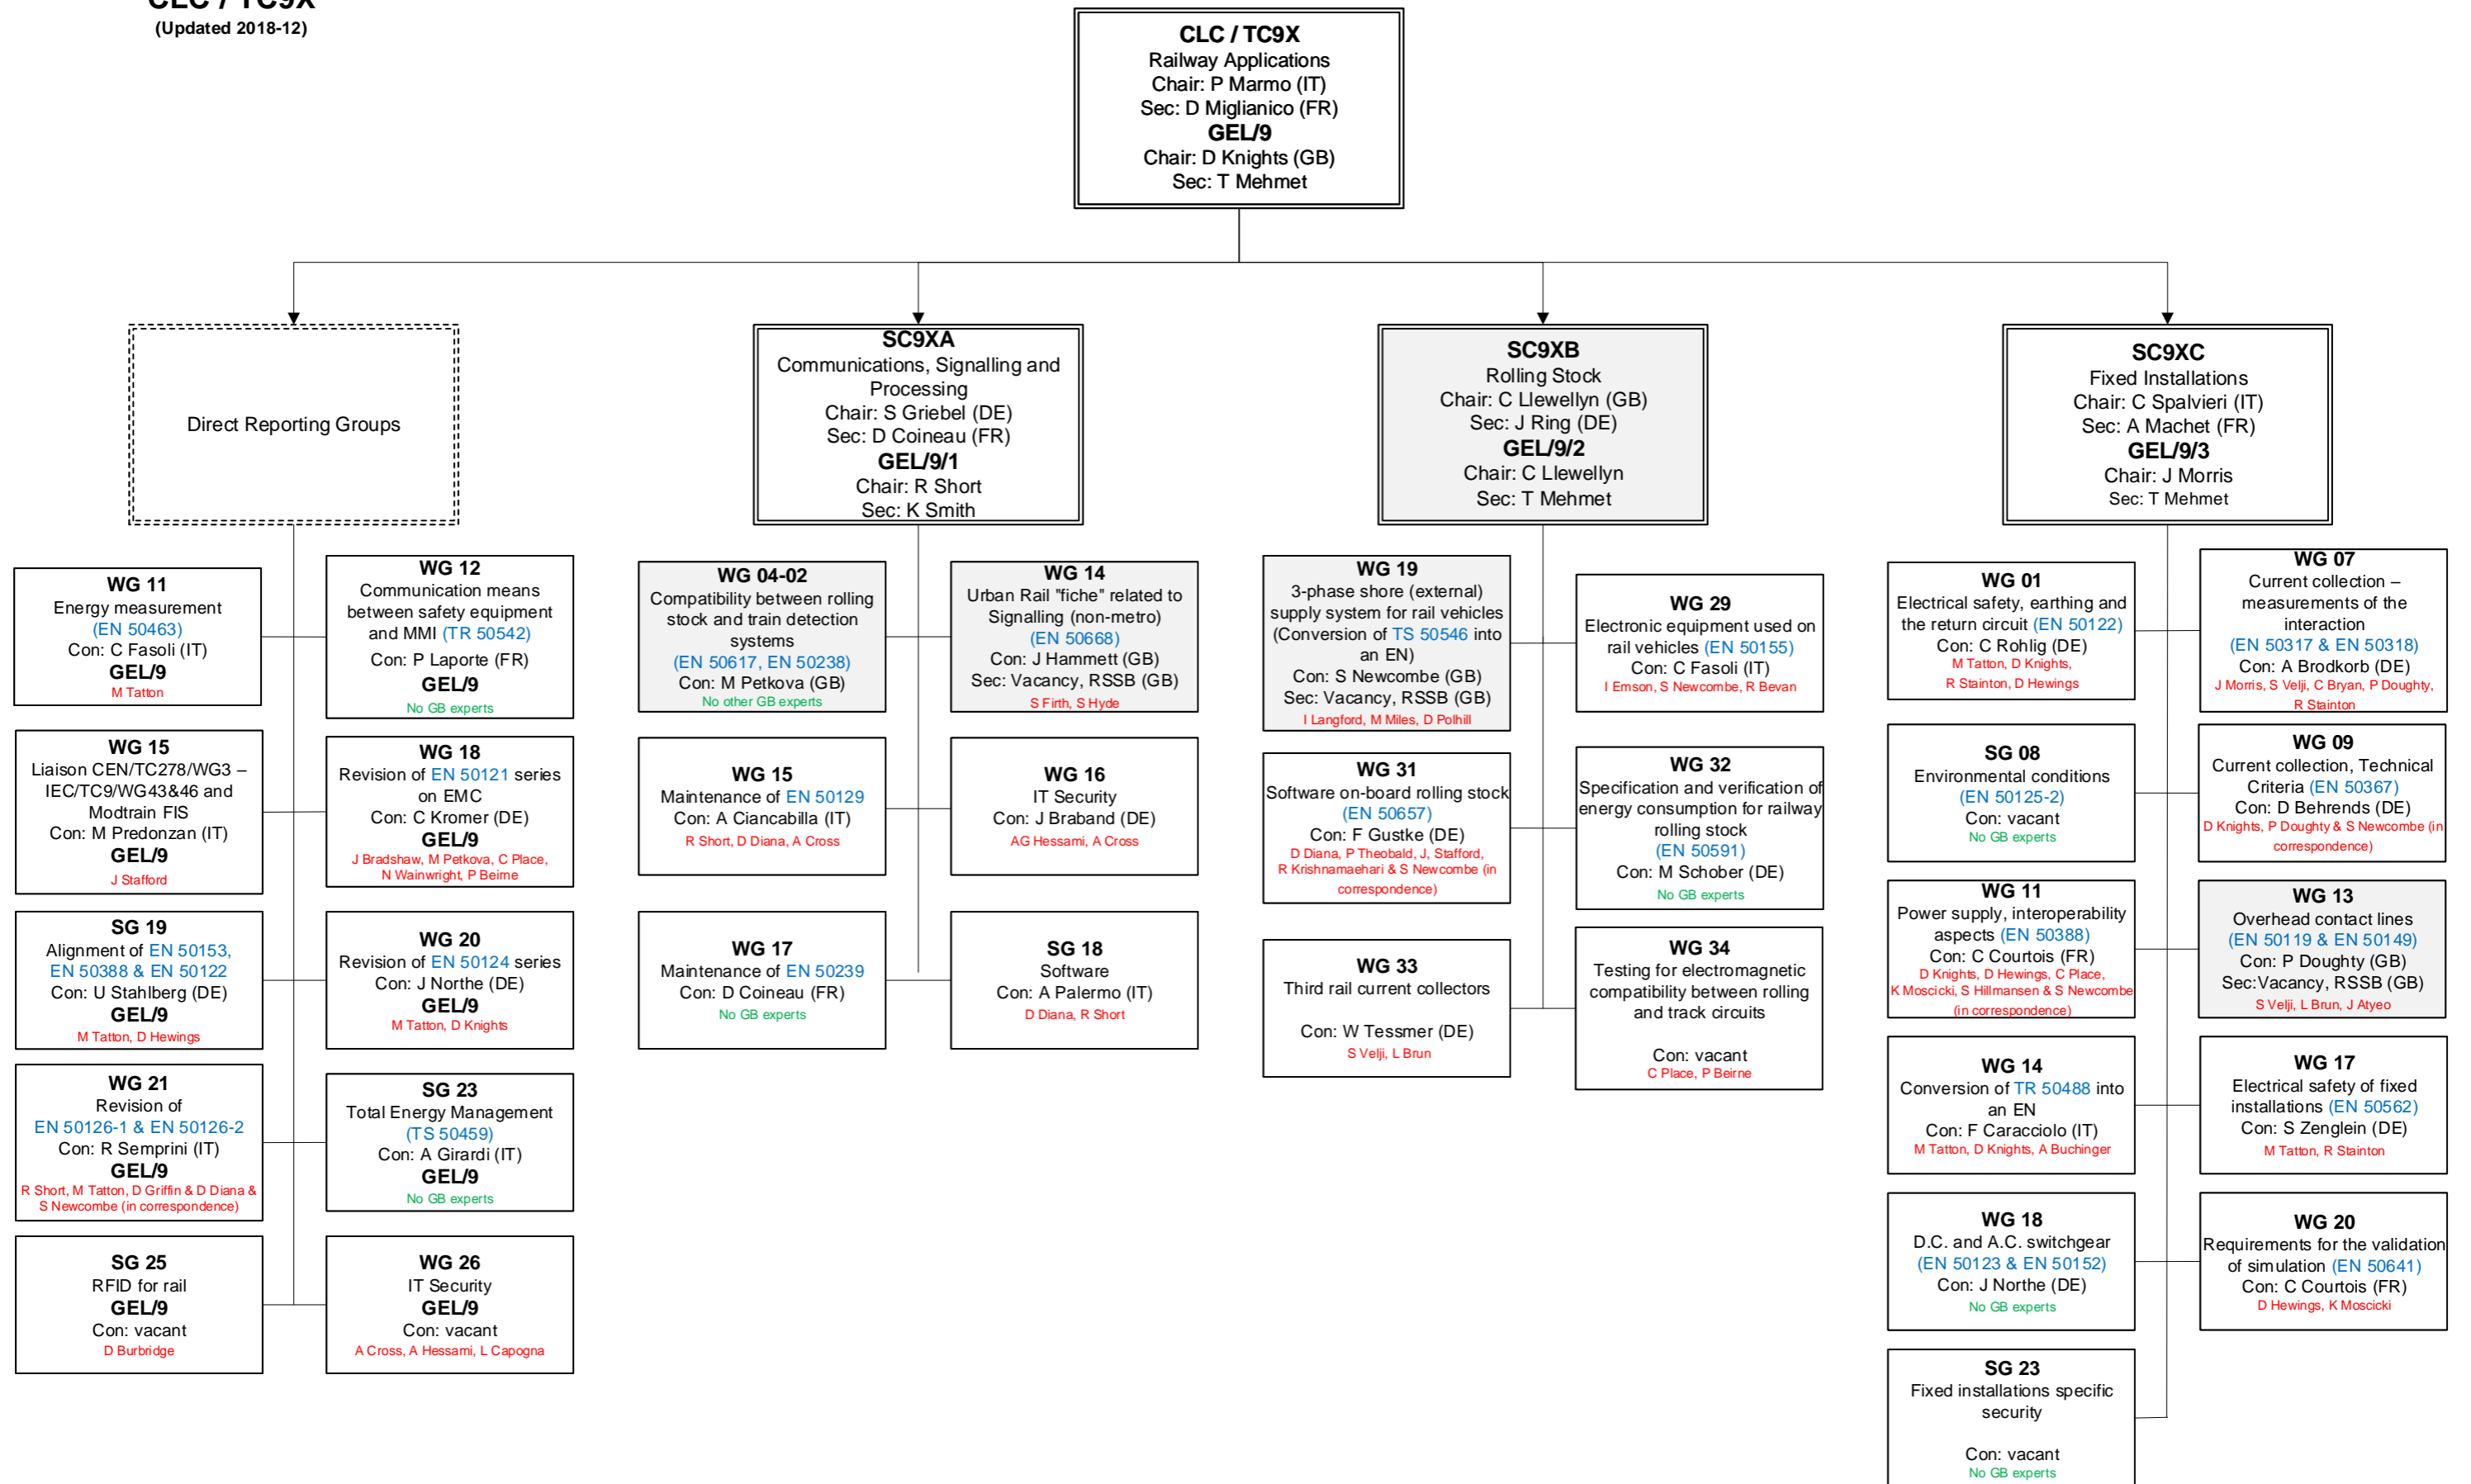 CLC / TC9X
(Updated 2018-12)
CLC / TC9X
Railway Applications
Chair: P Marmo (IT)
Sec: D Miglianico (FR)
GEL/9
Chair: D Knights (GB)
Sec: T Mehmet
Direct Reporting Groups
SC9XA
Communications, Signalling and
Processing
Chair: S Griebel (DE)
Sec: D Coineau (FR)
GEL/9/1
Chair: R Short
Sec: K Smith
SC9XB
Rolling Stock
Chair: C Llewellyn (GB)
Sec: J Ring (DE)
GEL/9/2
Chair: C Llewellyn
Sec: T Mehmet
SC9XC
Fixed Installations
Chair: C Spalvieri (IT)
Sec: A Machet (FR)
GEL/9/3
Chair: J Morris
Sec: T Mehmet
WG 11
Energy measurement
(EN 50463)
Con: C Fasoli (IT)
GEL/9
M Tatton
WG 12
Communication means
between safety equipment
and MMI (TR 50542)
Con: P Laporte (FR)
GEL/9
No GB experts
WG 15
Liaison CEN/TC278/WG3 –
IEC/TC9/WG43&46 and
Modtrain FIS
Con: M Predonzan (IT)
GEL/9
J Stafford
WG 18
Revision of EN 50121 series
on EMC
Con: C Kromer (DE)
GEL/9
J Bradshaw, M Petkova, C Place,
N Wainwright, P Beirne
SG 19
Alignment of EN 50153,
EN 50388 & EN 50122
Con: U Stahlberg (DE)
GEL/9
M Tatton, D Hewings
WG 20
Revision of EN 50124 series
Con: J Northe (DE)
GEL/9
M Tatton, D Knights
WG 21
Revision of
EN 50126-1 & EN 50126-2
Con: R Semprini (IT)
GEL/9
R Short, M Tatton, D Griffin & D Diana &
S Newcombe (in correspondence)
SG 23
Total Energy Management
(TS 50459)
Con: A Girardi (IT)
GEL/9
No GB experts
SG 25
RFID for rail
GEL/9
Con: vacant
D Burbridge
WG 26
IT Security
GEL/9
Con: vacant
A Cross, A Hessami, L Capogna
WG 04-02
Compatibility between rolling
stock and train detection
systems
(EN 50617, EN 50238)
Con: M Petkova (GB)
No other GB experts
WG 14
Urban Rail "fiche" related to
Signalling (non-metro)
(EN 50668)
Con: J Hammett (GB)
Sec: Vacancy, RSSB (GB)
S Firth, S Hyde
WG 15
Maintenance of EN 50129
Con: A Ciancabilla (IT)
R Short, D Diana, A Cross
WG 16
IT Security
Con: J Braband (DE)
AG Hessami, A Cross
WG 17
Maintenance of EN 50239
Con: D Coineau (FR)
No GB experts
SG 18
Software
Con: A Palermo (IT)
D Diana, R Short
WG 19
3-phase shore (external)
supply system for rail vehicles
(Conversion of TS 50546 into
an EN)
Con: S Newcombe (GB)
Sec: Vacancy, RSSB (GB)
I Langford, M Miles, D Polhill
WG 29
Electronic equipment used on
rail vehicles (EN 50155)
Con: C Fasoli (IT)
I Emson, S Newcombe, R Bevan
WG 31
Software on-board rolling stock
(EN 50657)
Con: F Gustke (DE)
D Diana, P Theobald, J, Stafford,
R Krishnamaehari & S Newcombe (in
correspondence)
WG 32
Specification and verification of
energy consumption for railway
rolling stock
(EN 50591)
Con: M Schober (DE)
No GB experts
WG 33
Third rail current collectors
Con: W Tessmer (DE)
S Velji, L Brun
WG 34
Testing for electromagnetic
compatibility between rolling
and track circuits
Con: vacant
C Place, P Beirne
WG 01
Electrical safety, earthing and
the return circuit (EN 50122)
Con: C Rohlig (DE)
M Tatton, D Knights,
R Stainton, D Hewings
WG 07
Current collection –
measurements of the
interaction
(EN 50317 & EN 50318)
Con: A Brodkorb (DE)
J Morris, S Velji, C Bryan, P Doughty,
R Stainton
SG 08
Environmental conditions
(EN 50125-2)
Con: vacant
No GB experts
WG 09
Current collection, Technical
Criteria (EN 50367)
Con: D Behrends (DE)
D Knights, P Doughty & S Newcombe (in
correspondence)
WG 11
Power supply, interoperability
aspects (EN 50388)
Con: C Courtois (FR)
D Knights, D Hewings, C Place,
K Moscicki, S Hillmansen & S Newcombe
(in correspondence)
WG 13
Overhead contact lines
(EN 50119 & EN 50149)
Con: P Doughty (GB)
Sec:Vacancy, RSSB (GB)
S Velji, L Brun, J Atyeo
WG 14
Conversion of TR 50488 into
an EN
Con: F Caracciolo (IT)
M Tatton, D Knights, A Buchinger
WG 17
Electrical safety of fixed
installations (EN 50562)
Con: S Zenglein (DE)
M Tatton, R Stainton
WG 18
D.C. and A.C. switchgear
(EN 50123 & EN 50152)
Con: J Northe (DE)
No GB experts
WG 20
Requirements for the validation
of simulation (EN 50641)
Con: C Courtois (FR)
D Hewings, K Moscicki
SG 23
Fixed installations specific
security
Con: vacant
No GB experts